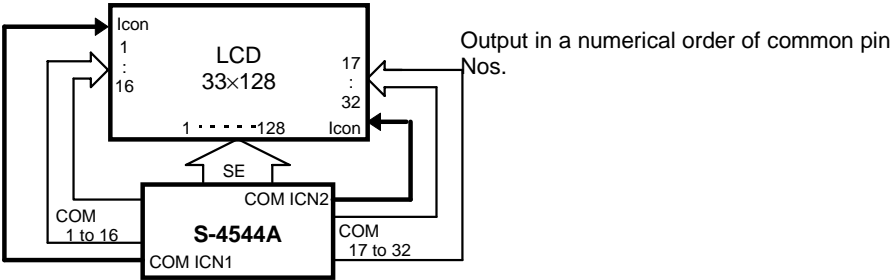 Icon
1
:
16
LCD
33×128
17
:
32
Icon
1 · · · · · · 128
Output in a numerical order of common pin
Nos.
SE
COM ICN2
S-4544A
COM ICN1
COM
1 to 16
COM
17 to 32